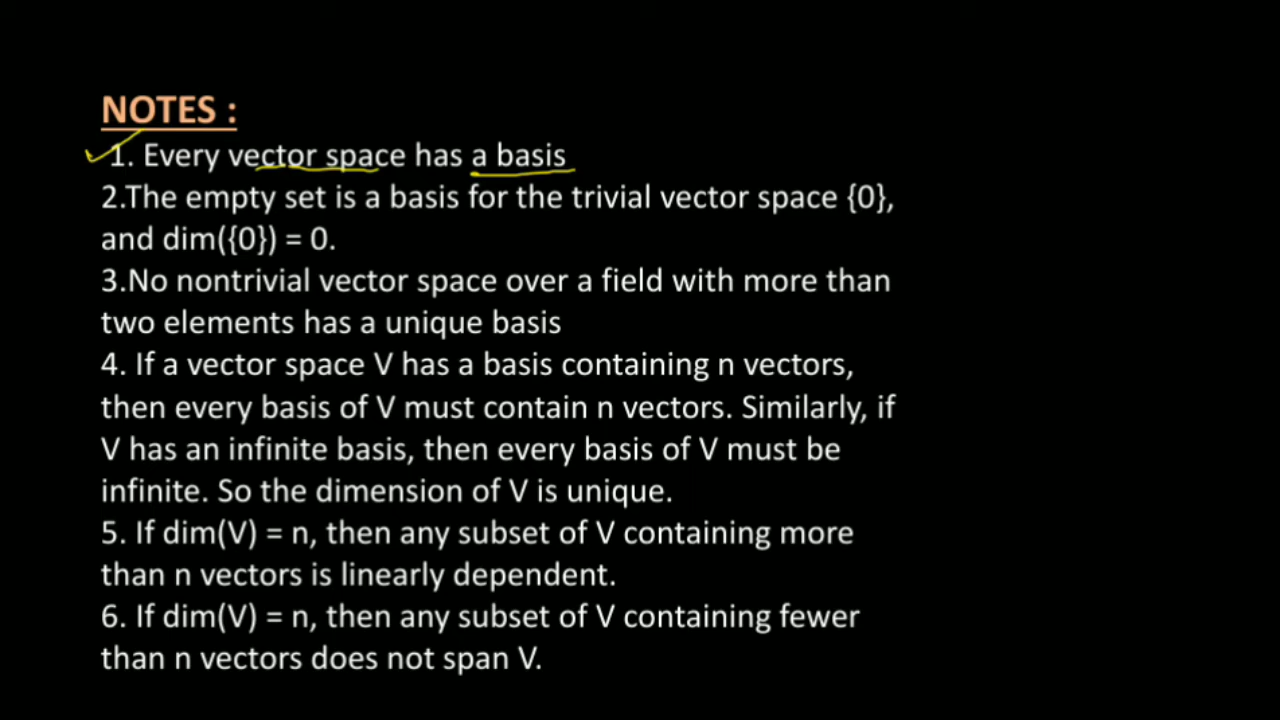 NOTES :
1. Every vector space has a basis
2.The empty set is a basis for the trivial vector space {0},
and dim({0}) = 0.
3.No nontrivial vector space over a field with more than
two elements has a unique basis
4. If a vector space V has a basis containing n vectors,
then every basis of V must contain n vectors. Similarly, if
V has an infinite basis, then every basis of V must be
infinite. So the dimension of V is unique.
5. If dim(V) = n, then any subset of V containing more
than n vectors is linearly dependent.
6. If dim(V) = n, then any subset of V containing fewer
than n vectors does not span V.